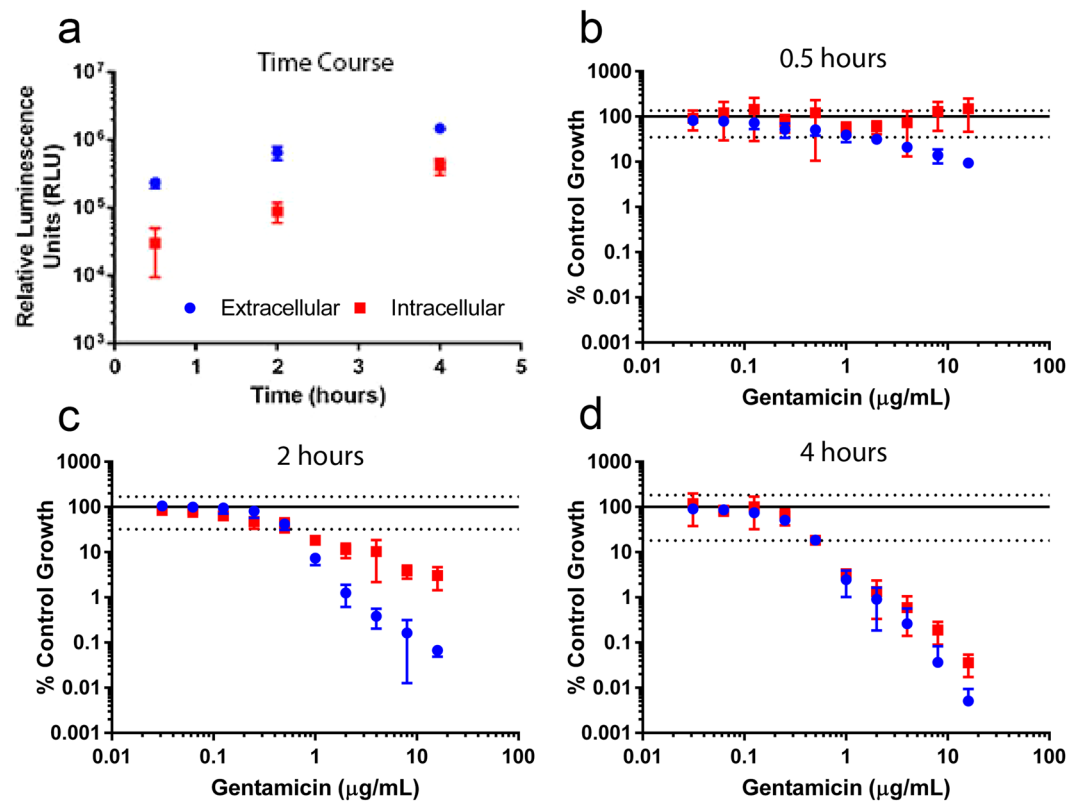 a
Time Course
Relative Luminescence
Units (RLU)
10⁷
10⁶
10⁵
10⁴
10³
Extracellular
Intracellular
0 1 2 3 4 5
Time (hours)
b
0.5 hours
% Control Growth
1000
100
10
1
0.1
0.01
0.001
0.01 0.1 1 10 100
Gentamicin (μg/mL)
c
2 hours
% Control Growth
1000
100
10
1
0.1
0.01
0.001
0.01 0.1 1 10 100
Gentamicin (μg/mL)
d
4 hours
% Control Growth
1000
100
10
1
0.1
0.01
0.001
0.01 0.1 1 10 100
Gentamicin (μg/mL)